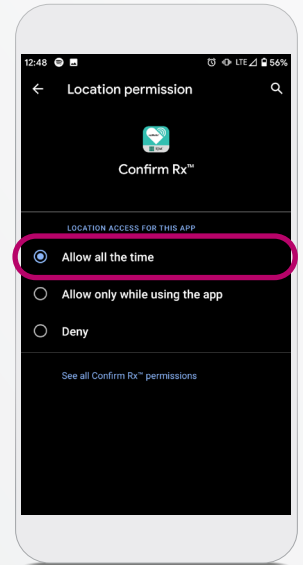 12:48 LTE 56%
Location permission
Confirm Rx™
LOCATION ACCESS FOR THIS APP
Allow all the time
Allow only while using the app
Deny
See all Confirm Rx™ permissions